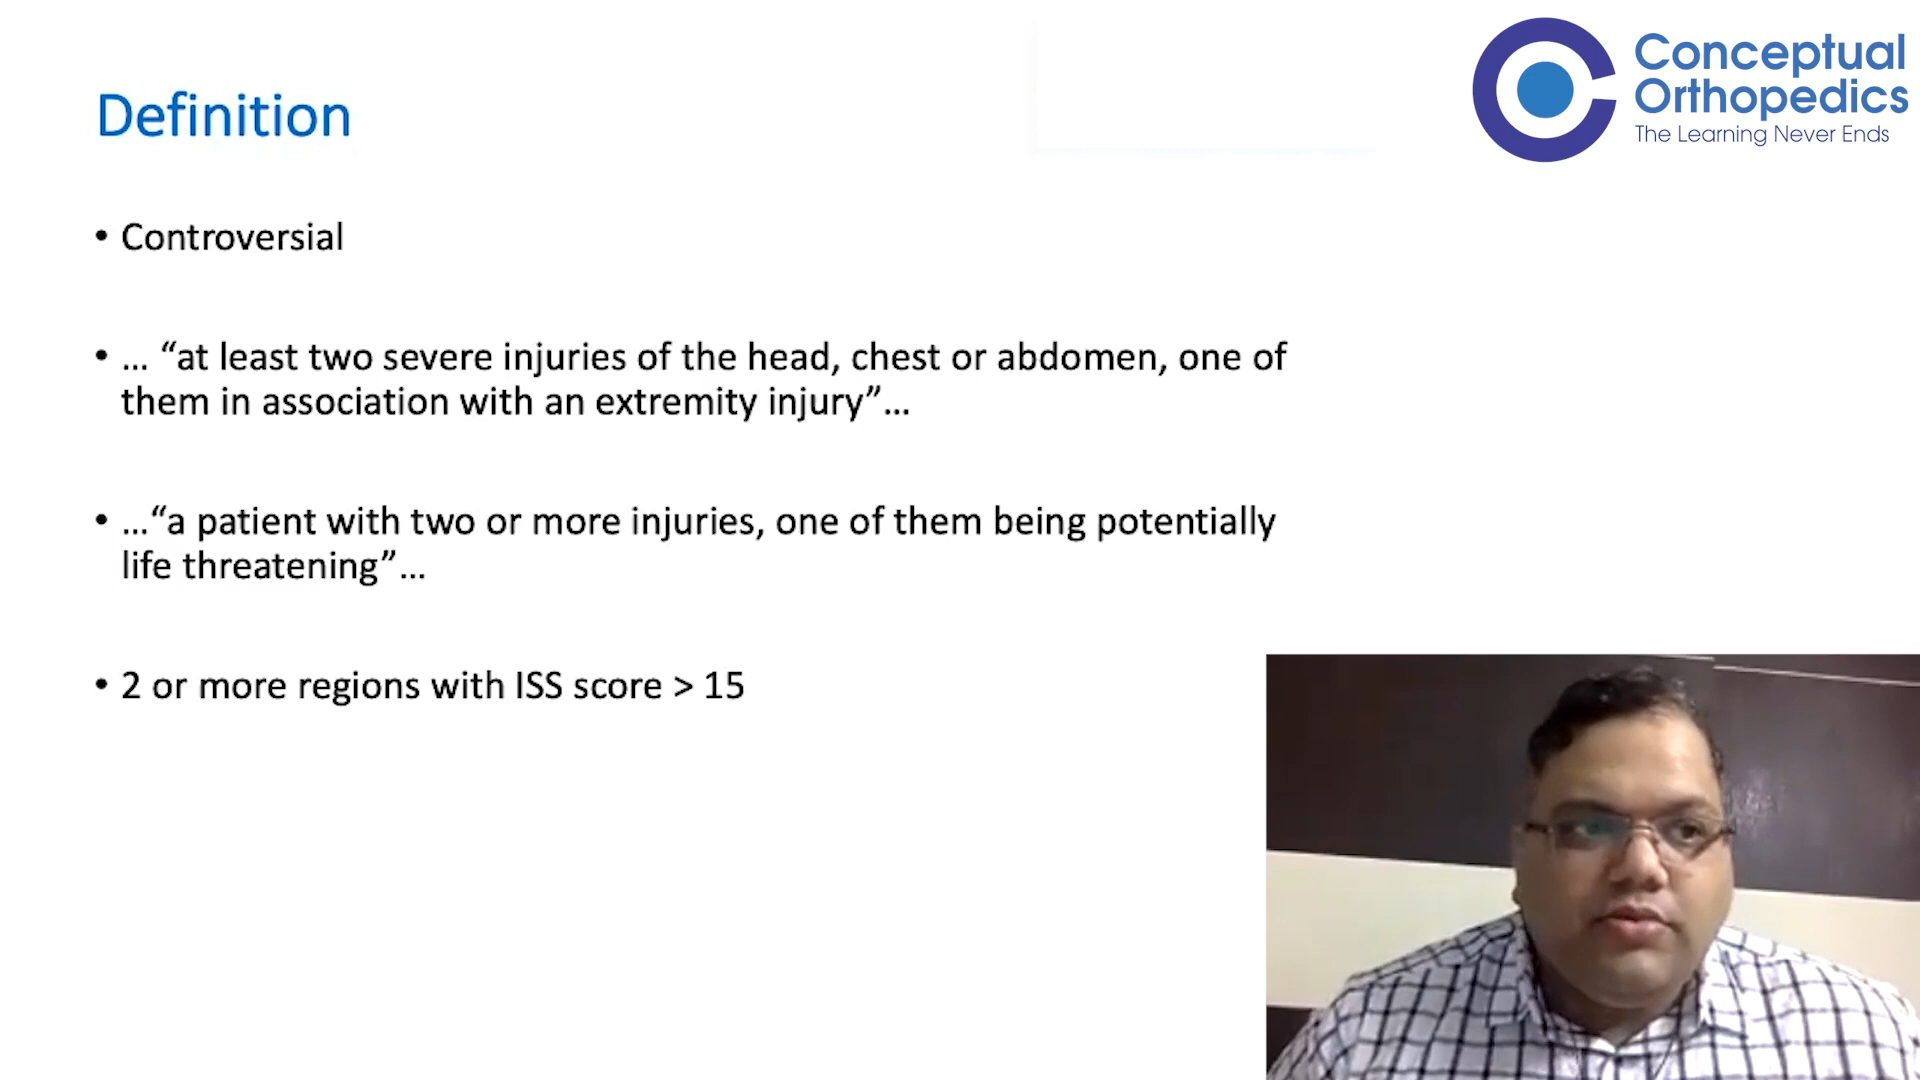 Conceptual
Orthopedics
The Learning Never Ends
Definition
• Controversial
• ... “at least two severe injuries of the head, chest or abdomen, one of
them in association with an extremity injury”...
• ...“a patient with two or more injuries, one of them being potentially
life threatening”...
• 2 or more regions with ISS score > 15